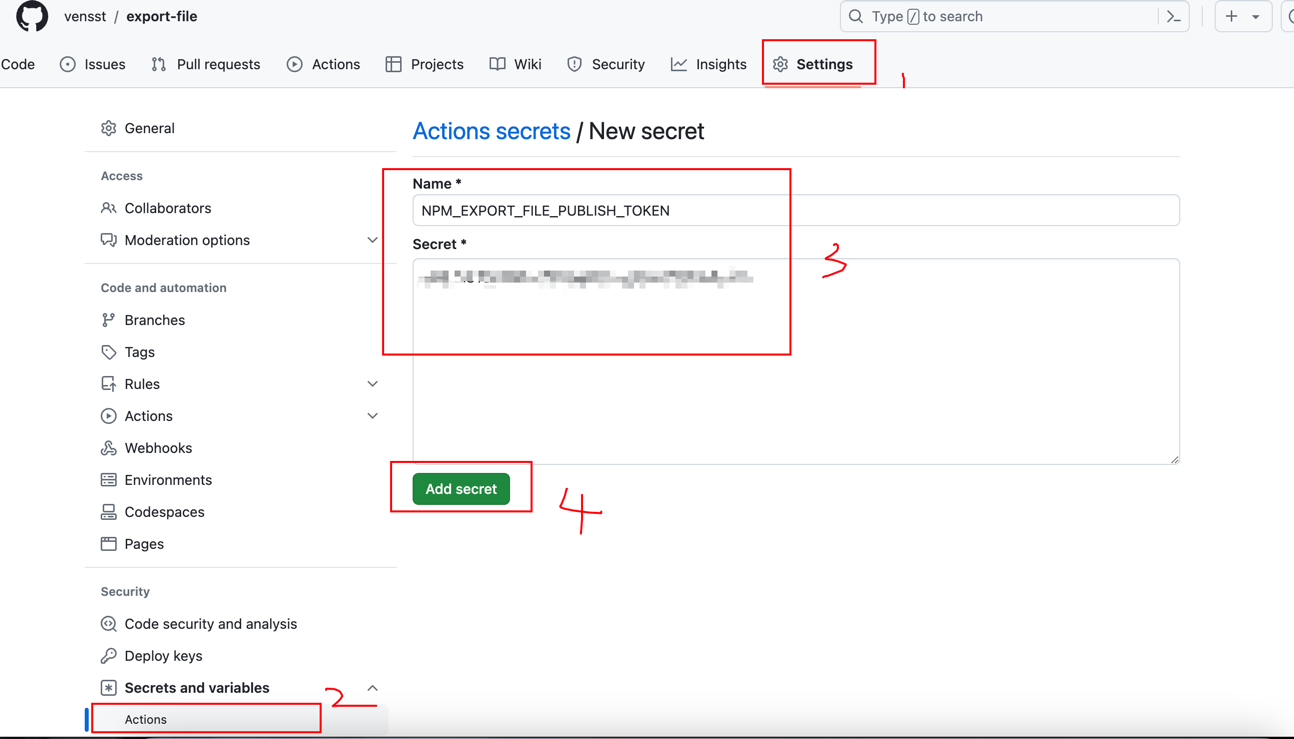 venssт / export-file
Type / to search
Code
Issues
Pull requests
Actions
Projects
Wiki
Security
Insights
Settings
1
General
Access
Collaborators
Moderation options
Code and automation
Branches
Tags
Rules
Actions
Webhooks
Environments
Codespaces
Pages
Security
Code security and analysis
Deploy keys
Secrets and variables
2
Actions
Actions secrets / New secret
Name *
NPM_EXPORT_FILE_PUBLISH_TOKEN
Secret *
3
Add secret
4